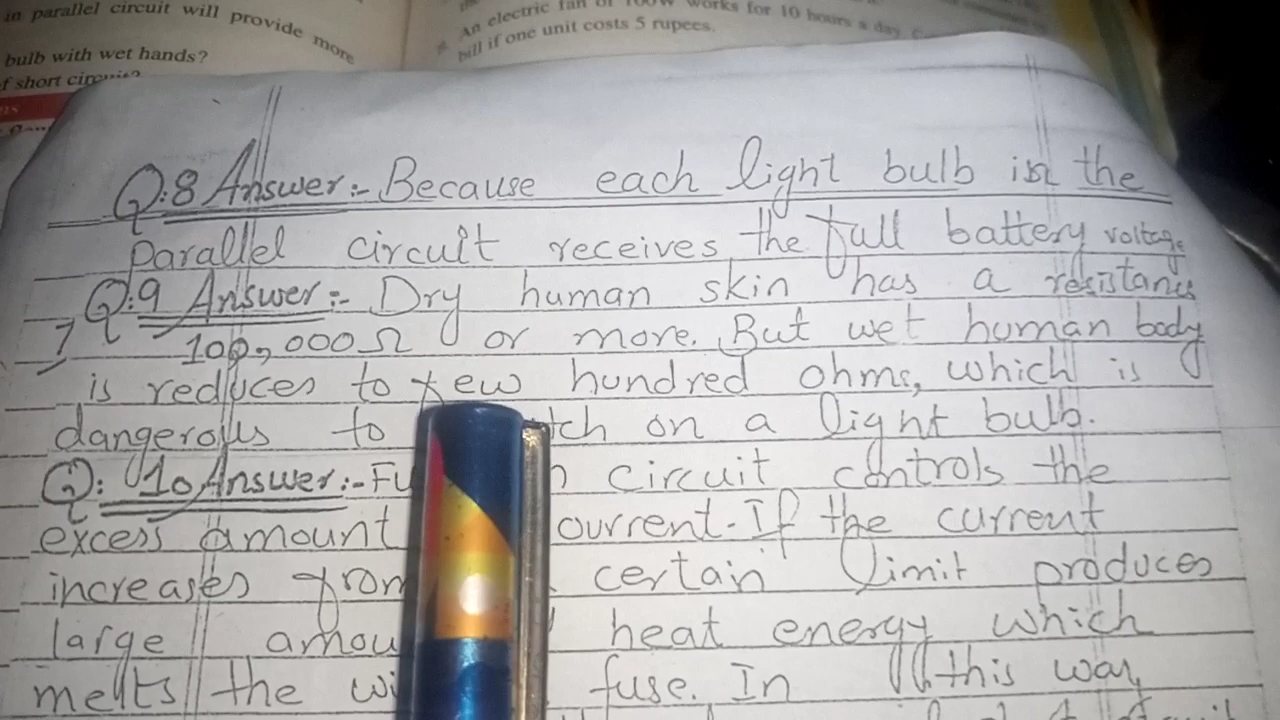 in parallel circuit will provide more
bulb with wet hands?
f short circuit?
An electric fan of 100W works for 10 hours a day.
bill if one unit costs 5 rupees.
Q:8 Answer:- Because each light bulb in the
Parallel circuit receives the full battery voltage
Q:9 Answer:- Dry human skin has a resistance
100,000Ω or more. But wet human body
is reduces to few hundred ohms, which is
dangerous to tch on a light bulb.
Q: 10 Answer:- Fu n circuit controls the
excess amount current. If the current
increases from certain limit produces
large amou heat energy which
melts the wi fuse. In this way